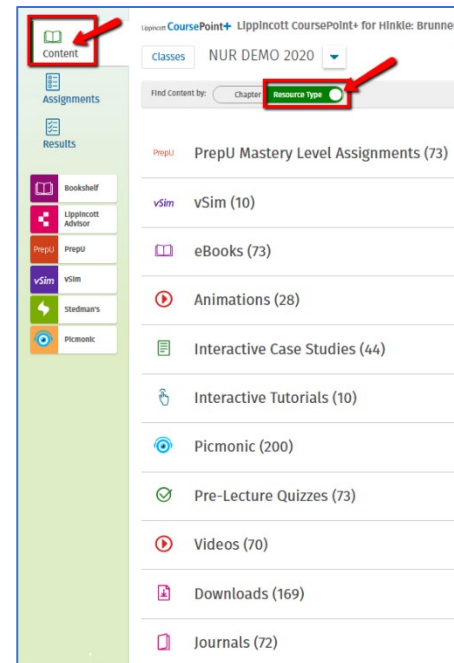 Content
Assignments
Results
Bookshelf
Lippincott
Advisor
PrepU PrepU
vSim vSim
Stedman's
Picmonic
Lippincott CoursePoint+ Lippincott CoursePoint+ for Hinkle: Brunne
Classes NUR DEMO 2020
Find Content by: Chapter Resource Type
PrepU PrepU Mastery Level Assignments (73)
vSim vSim (10)
eBooks (73)
Animations (28)
Interactive Case Studies (44)
Interactive Tutorials (10)
Picmonic (200)
Pre-Lecture Quizzes (73)
Videos (70)
Downloads (169)
Journals (72)